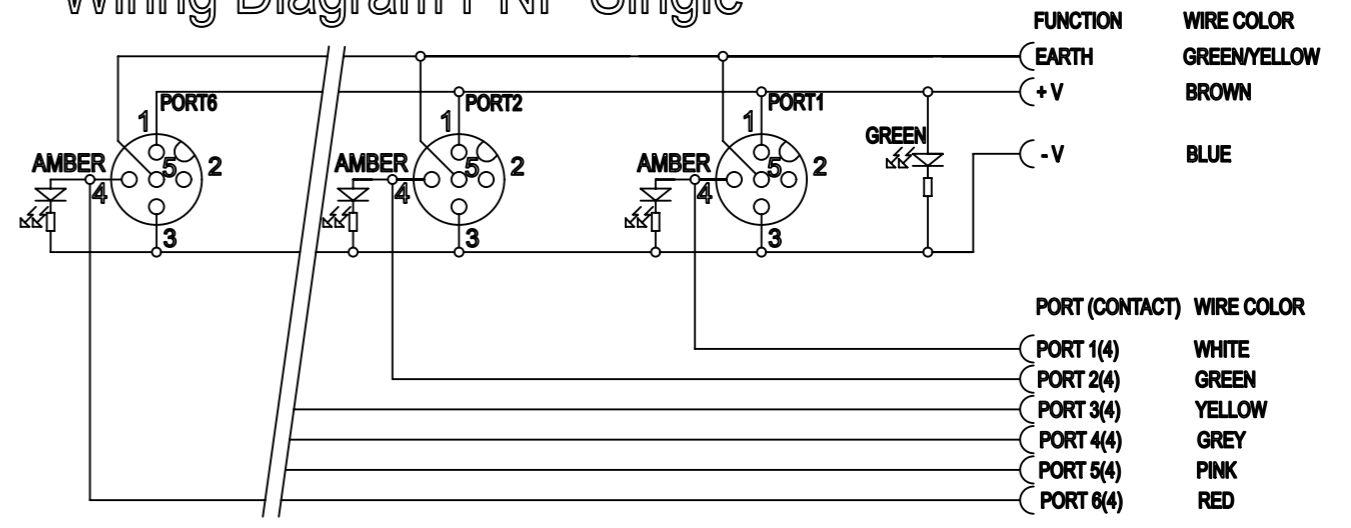 Wiring Diagram PNP Single
FUNCTION WIRE COLOR
EARTH GREEN/YELLOW
+ V BROWN
- V BLUE
PORT6 PORT2 PORT1
1 1 1
GREEN
AMBER 5 2 AMBER 5 2 AMBER 5 2
4 4 4
3 3 3
PORT (CONTACT) WIRE COLOR
PORT 1(4) WHITE
PORT 2(4) GREEN
PORT 3(4) YELLOW
PORT 4(4) GREY
PORT 5(4) PINK
PORT 6(4) RED